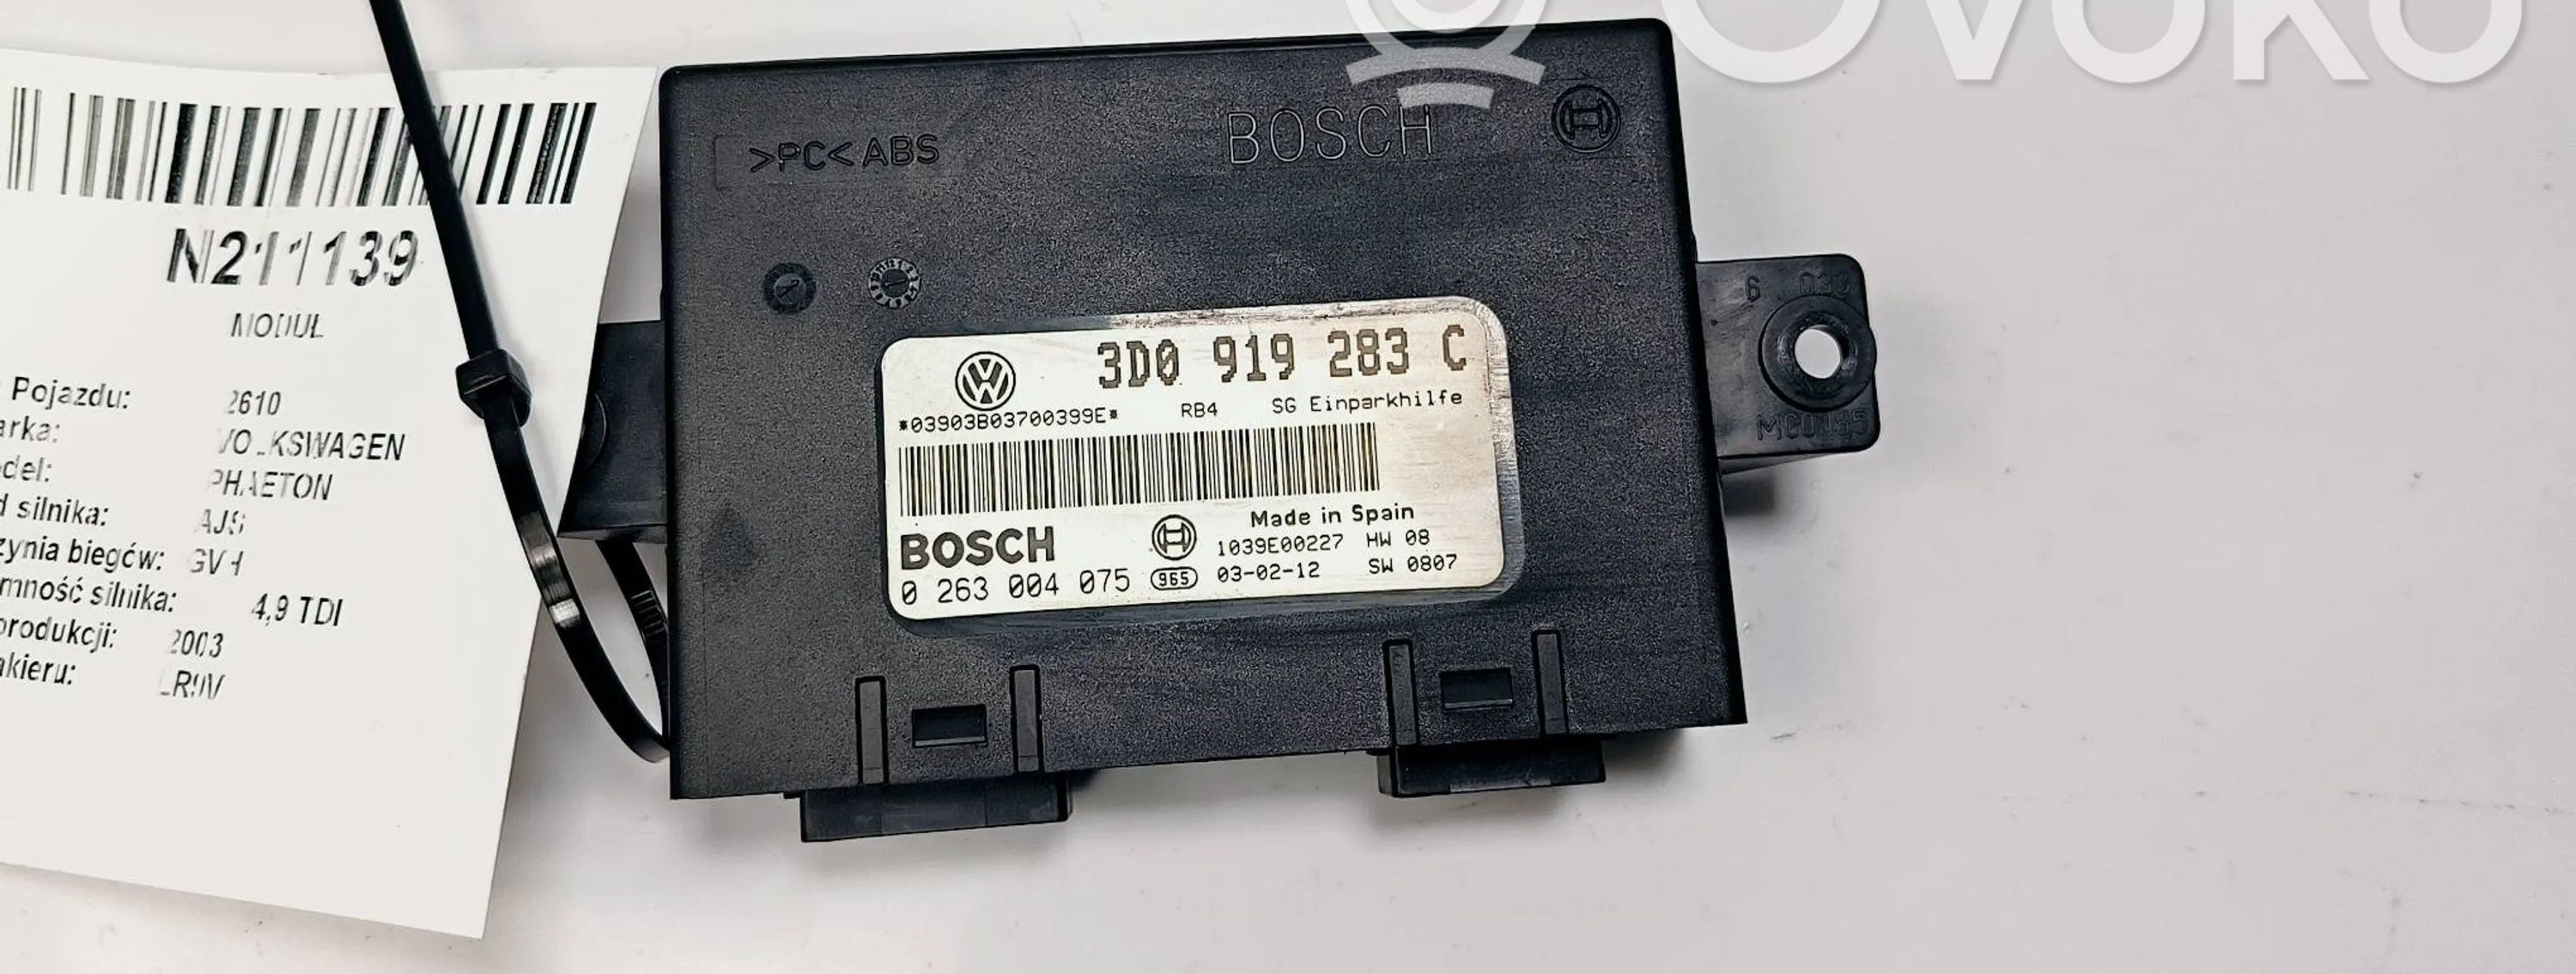 OVOKO
>PC<ABS
BOSCH
N211139
MODUŁ
Pojazdu: 2610
arka: VOLKSWAGEN
odel: PHAETON
d silnika: AJS
zynia biegów:
mność silnika: 4,9 TDI
produkcji: 2003
akieru: LR9V
3D0 919 283 C
*03903B03700399E* RB4 SG Einparkhilfe
Made in Spain
BOSCH 1039E00227 HW 08
0 263 004 075 965 03-02-12 SW 0807